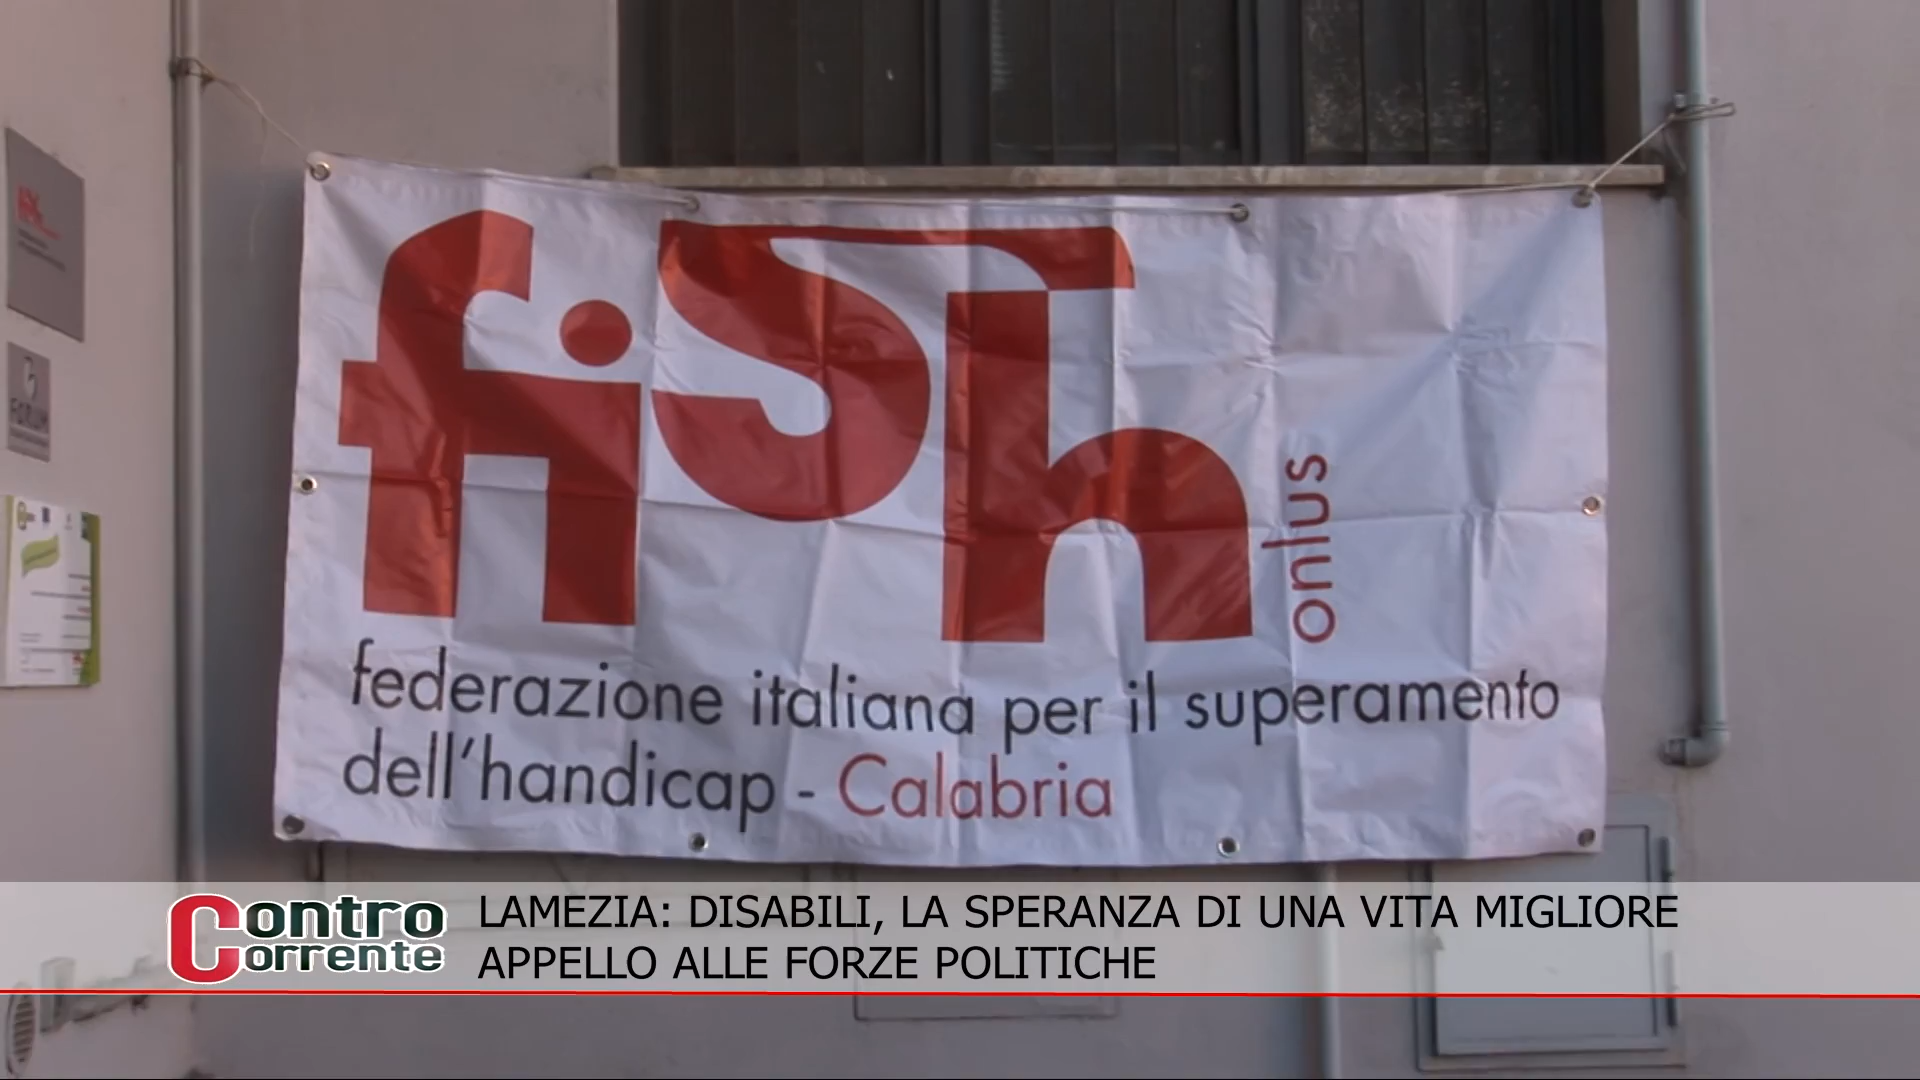 fish
onlus
federazione italiana per il superamento
dell'handicap - Calabria
FORUM
Contro
Corrente
LAMEZIA: DISABILI, LA SPERANZA DI UNA VITA MIGLIORE
APPELLO ALLE FORZE POLITICHE